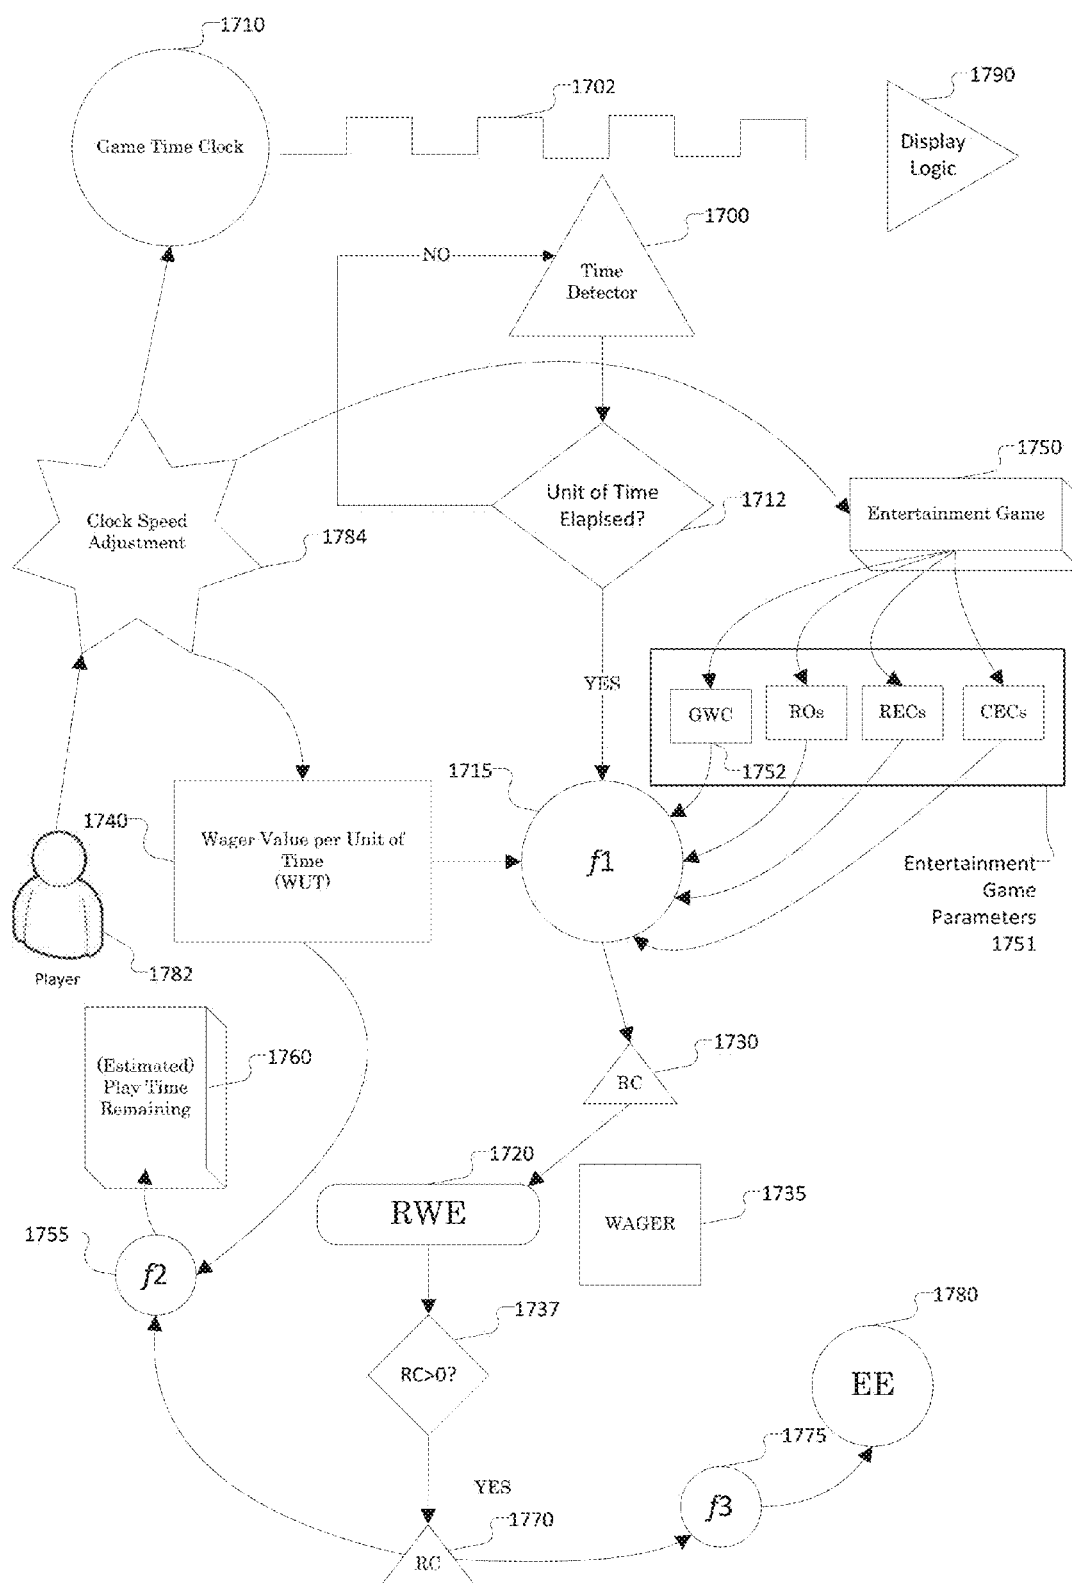 1710
1702
1790
Game Time Clock
Display
Logic
1700
NO
Time
Detector
1750
Unit of Time
Elapised?
1712
Entertainment Game
Clock Speed
Adjustment
1784
YES
GWC
ROs
RECs
CECs
1752
1715
1740
Wager Value per Unit of
Time
(WUT)
f1
Entertainment
Game
Parameters
1751
1782
Player
1730
(Estimated)
Play Time
Remaining
1760
RC
1720
RWE
WAGER
1735
1755
f2
1737
1780
RC>0?
EE
1775
YES
f3
1770
RC